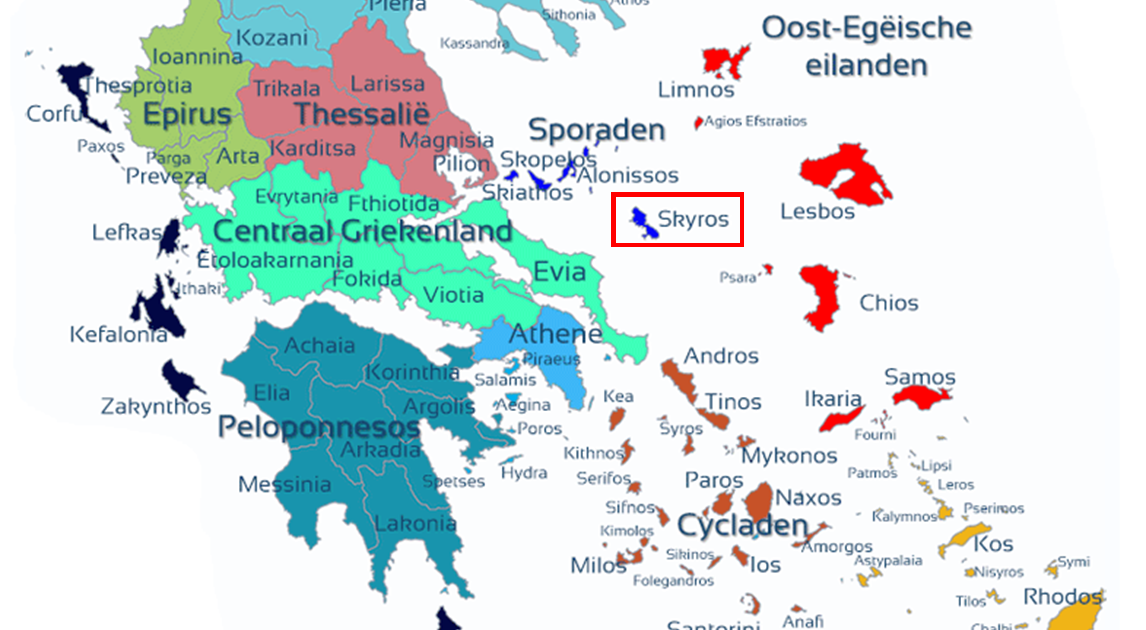 Pieria
Sithonia
Athos
Kozani
Kassandra
Oost-Egëische
eilanden
Ioannina
Thesprotia
Trikala
Larissa
Limnos
Corfu
Epirus
Thessalië
Agios Efstratios
Sporaden
Paxos
Parga
Arta
Karditsa
Magnisia
Pilion
Skopelos
Preveza
Skiathos
Alonissos
Evrytania
Fthiotida
Skyros
Lesbos
Lefkas
Centraal Griekenland
Etoloakarnania
Fokida
Evia
Psara
Ithaki
Viotia
Chios
Kefalonia
Achaia
Athene
Piraeus
Andros
Korinthia
Salamis
Samos
Zakynthos
Elia
Argolis
Aegina
Kea
Tinos
Ikaria
Peloponnesos
Poros
Syros
Fourni
Arkadia
Kithnos
Mykonos
Messinia
Spetses
Hydra
Serifos
Paros
Patmos
Lipsi
Leros
Naxos
Lakonia
Sifnos
Cycladen
Kalymnos
Pserimos
Kimolos
Amorgos
Kos
Milos
Sikinos
Ios
Astypalaia
Symi
Folegandros
Nisyros
Tilos
Rhodos
Santorini
Anafi
Chalki